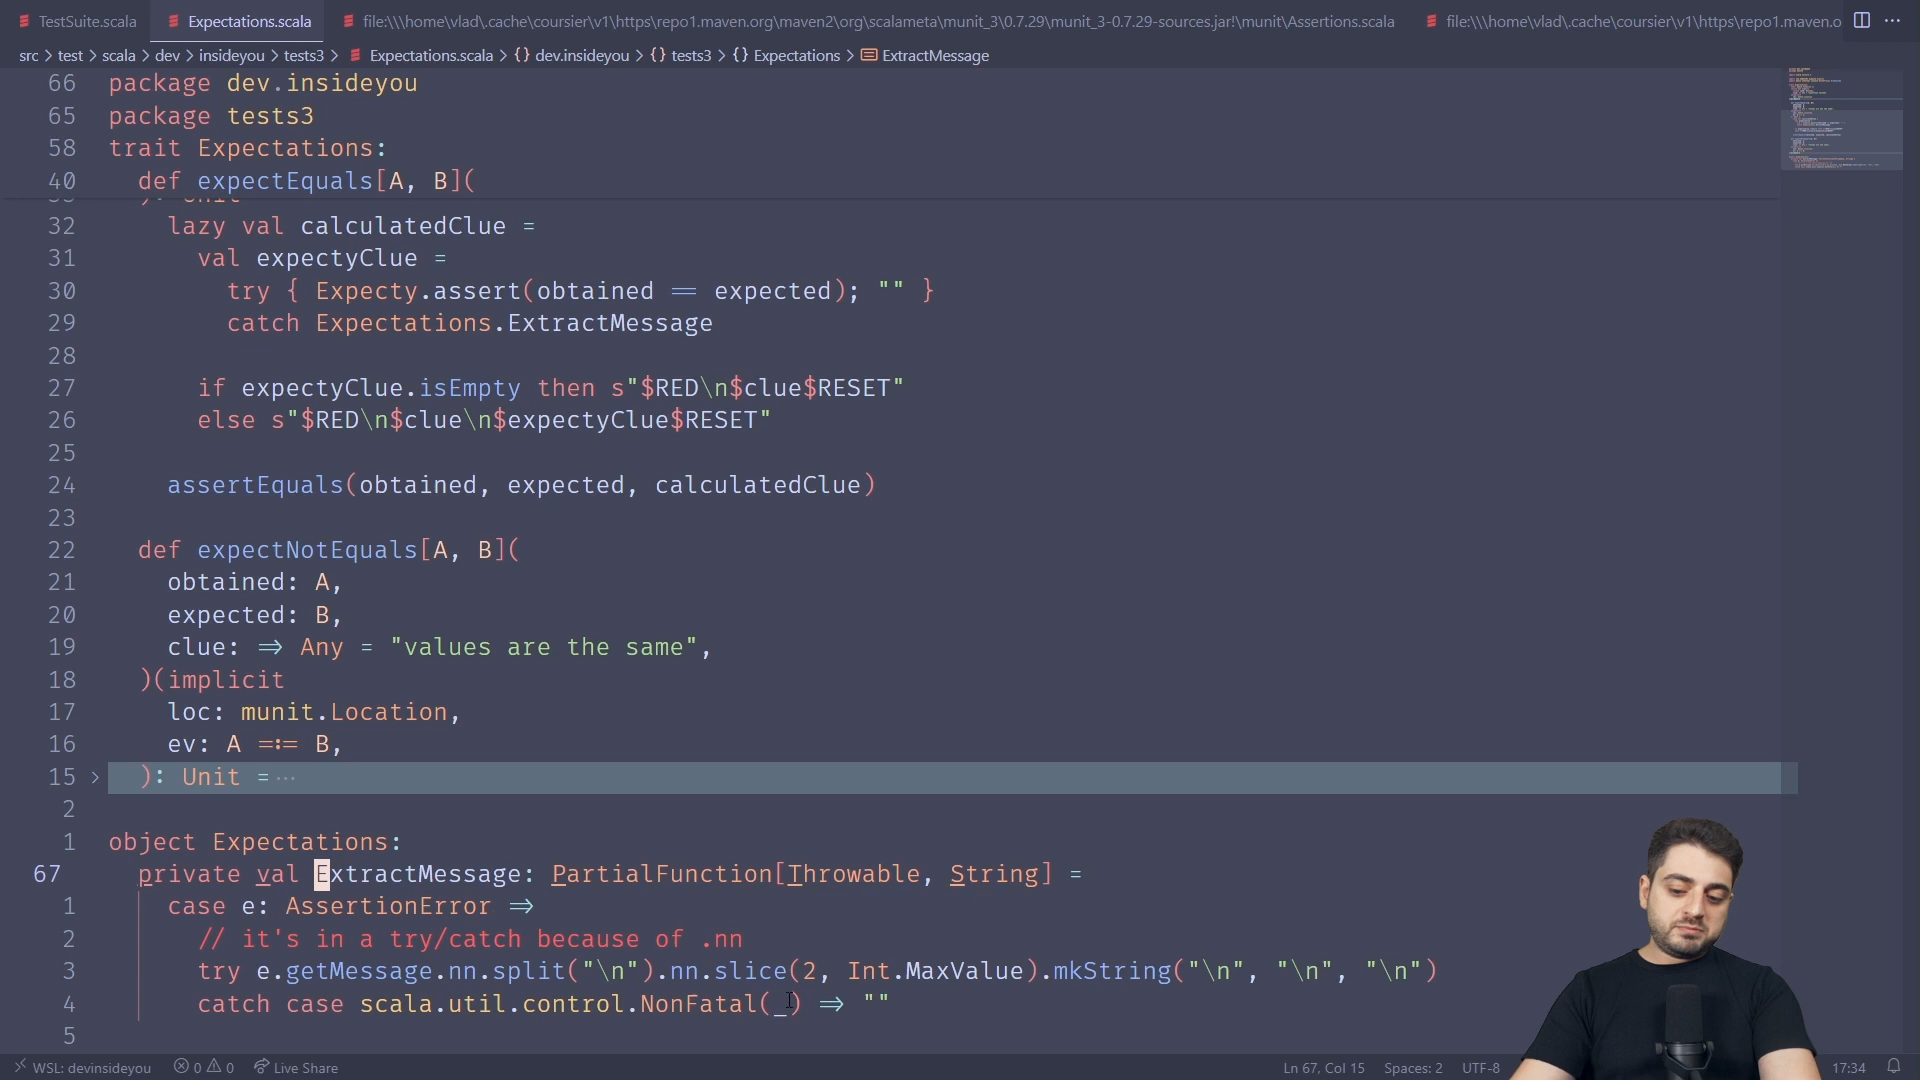 TestSuite.scala Expectations.scala file:\\\home\vlad\.cache\coursier\v1\https\repo1.maven.org\maven2\org\scalameta\munit_3\0.7.29\munit_3-0.7.29-sources.jar!\munit\Assertions.scala file:\\\home\vlad\.cache\coursier\v1\https\repo1.maven.o ···
src > test > scala > dev > insideyou > tests3 > Expectations.scala > {} dev.insideyou > {} tests3 > {} Expectations > ExtractMessage
66 package dev.insideyou
65 package tests3
58 trait Expectations:
40 def expectEquals[A, B](
32 lazy val calculatedClue =
31 val expectyClue =
30 try { Expecty.assert(obtained == expected); "" }
29 catch Expectations.ExtractMessage
28
27 if expectyClue.isEmpty then s"$RED\n$clue$RESET"
26 else s"$RED\n$clue\n$expectyClue$RESET"
25
24 assertEquals(obtained, expected, calculatedClue)
23
22 def expectNotEquals[A, B](
21 obtained: A,
20 expected: B,
19 clue: => Any = "values are the same",
18 )(implicit
17 loc: munit.Location,
16 ev: A =:= B,
15 > ): Unit =···
2
1 object Expectations:
67 private val ExtractMessage: PartialFunction[Throwable, String] =
1 case e: AssertionError =>
2 // it's in a try/catch because of .nn
3 try e.getMessage.nn.split("\n").nn.slice(2, Int.MaxValue).mkString("\n", "\n", "\n")
4 catch case scala.util.control.NonFatal(_) => ""
5
WSL: devinsideyou 0 0 Live Share Ln 67, Col 15 Spaces: 2 UTF-8 17:34